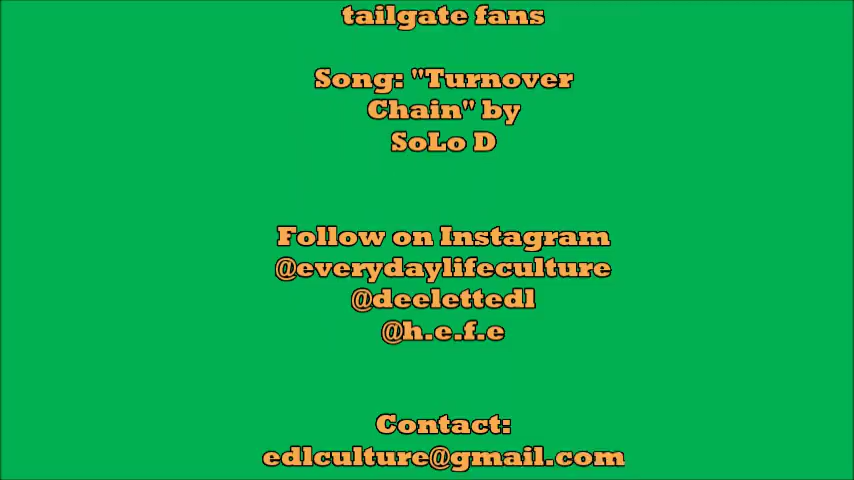 tailgate fans
Song: "Turnover
Chain" by
SoLo D
Follow on Instagram
@everydaylifeculture
@deelettedl
@h.e.f.e
Contact:
edlculture@gmail.com